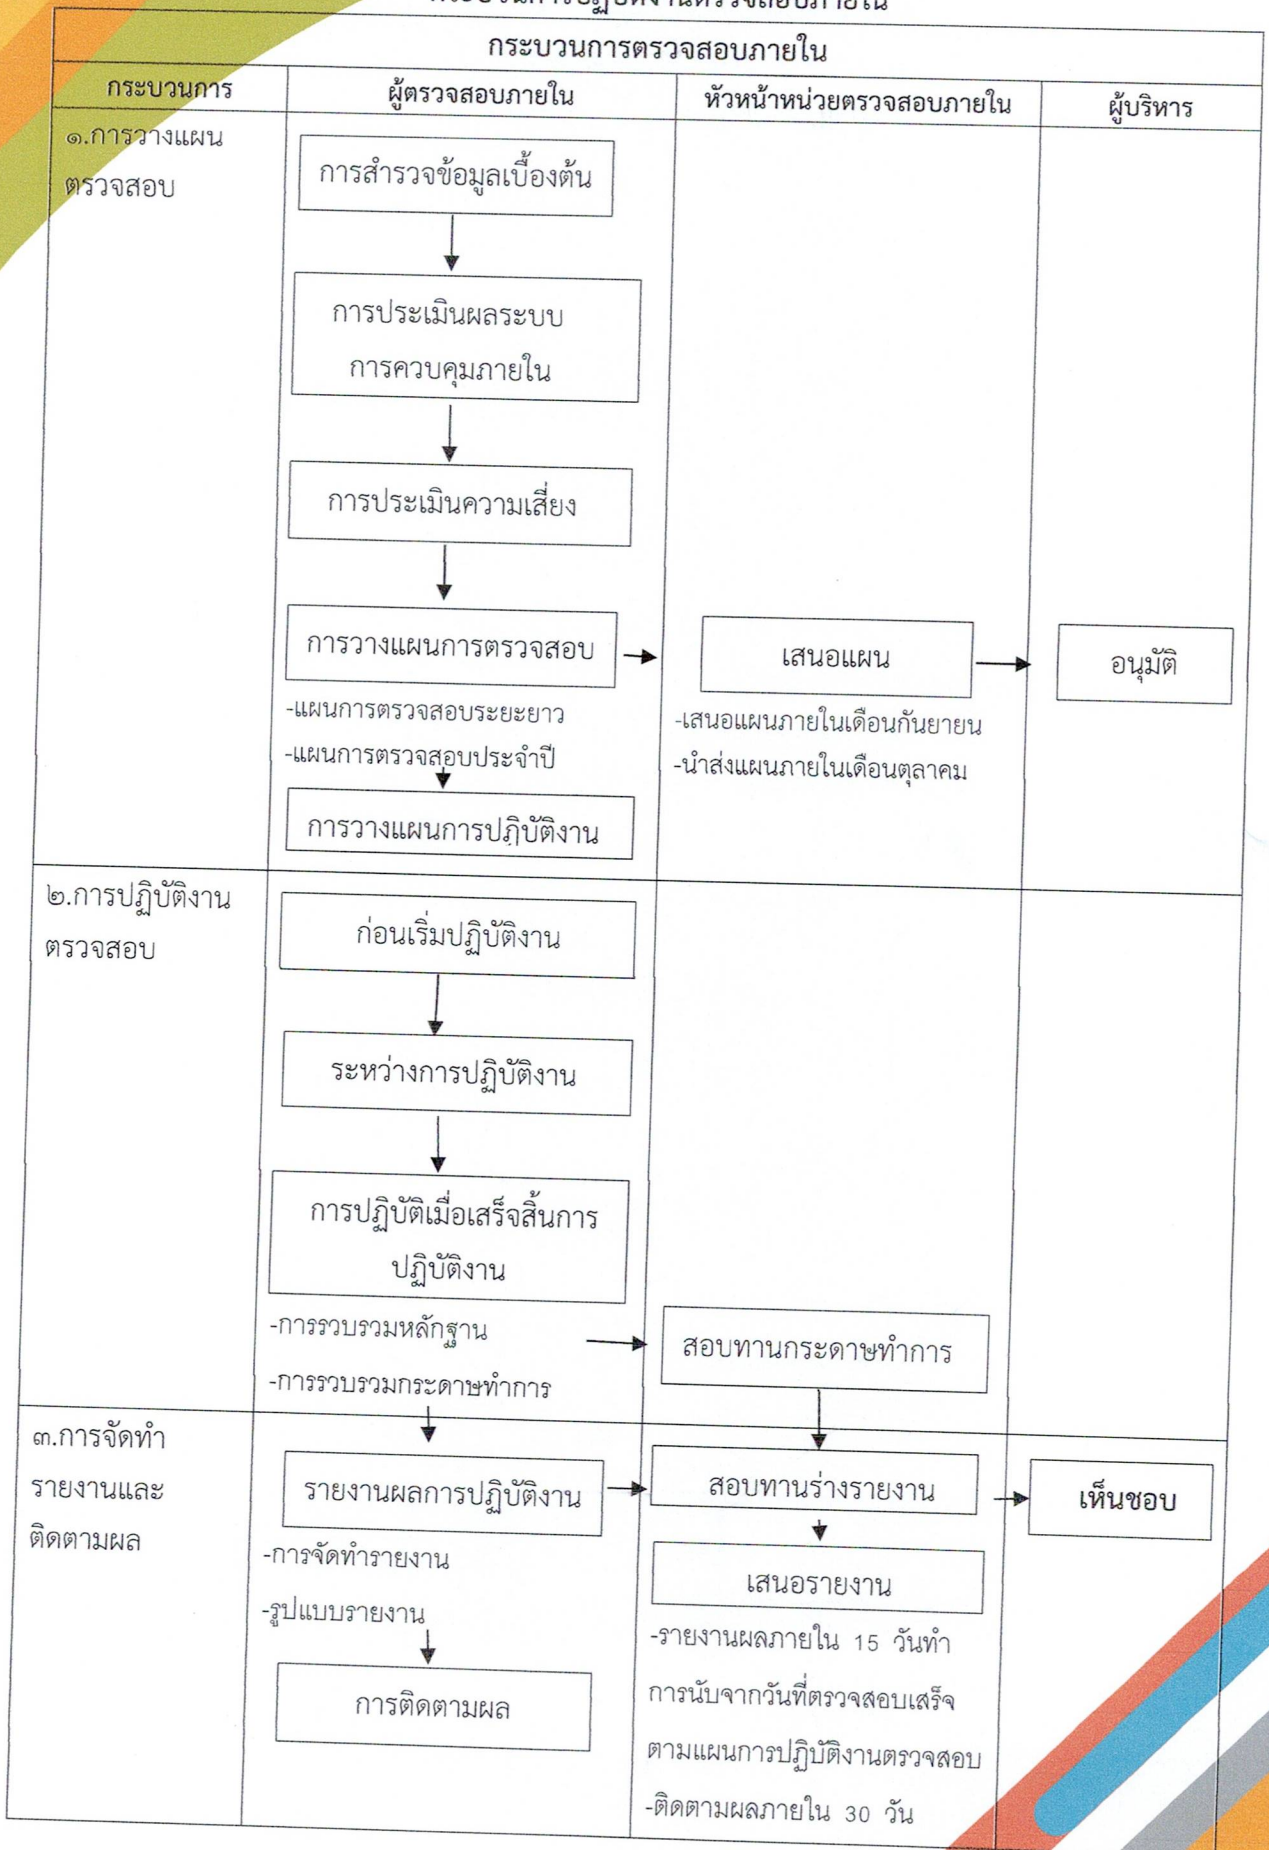 กระบวนการปฏิบัติงานตรวจสอบภายใน
กระบวนการตรวจสอบภายใน
กระบวนการ
ผู้ตรวจสอบภายใน
หัวหน้าหน่วยตรวจสอบภายใน
ผู้บริหาร
๑.การวางแผน
ตรวจสอบ
การสำรวจข้อมูลเบื้องต้น
การประเมินผลระบบ
การควบคุมภายใน
การประเมินความเสี่ยง
การวางแผนการตรวจสอบ
เสนอแผน
อนุมัติ
-แผนการตรวจสอบระยะยาว
-แผนการตรวจสอบประจำปี
-เสนอแผนภายในเดือนกันยายน
-นำส่งแผนภายในเดือนตุลาคม
การวางแผนการปฏิบัติงาน
๒.การปฏิบัติงาน
ตรวจสอบ
ก่อนเริ่มปฏิบัติงาน
ระหว่างการปฏิบัติงาน
การปฏิบัติเมื่อเสร็จสิ้นการ
ปฏิบัติงาน
-การรวบรวมหลักฐาน
-การรวบรวมกระดาษทำการ
สอบทานกระดาษทำการ
๓.การจัดทำ
รายงานและ
ติดตามผล
รายงานผลการปฏิบัติงาน
สอบทานร่างรายงาน
เห็นชอบ
-การจัดทำรายงาน
-รูปแบบรายงาน
การติดตามผล
เสนอรายงาน
-รายงานผลภายใน 15 วันทำ
การนับจากวันที่ตรวจสอบเสร็จ
ตามแผนการปฏิบัติงานตรวจสอบ
-ติดตามผลภายใน 30 วัน